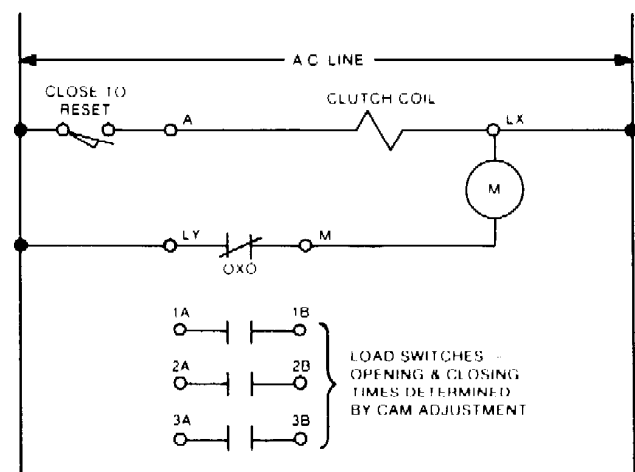 A C LINE
CLOSE TO
RESET
A
CLUTCH COIL
LX
M
LY
M
OXO
1A
1B
2A
2B
3A
3B
LOAD SWITCHES -
OPENING & CLOSING
TIMES DETERMINED
BY CAM ADJUSTMENT